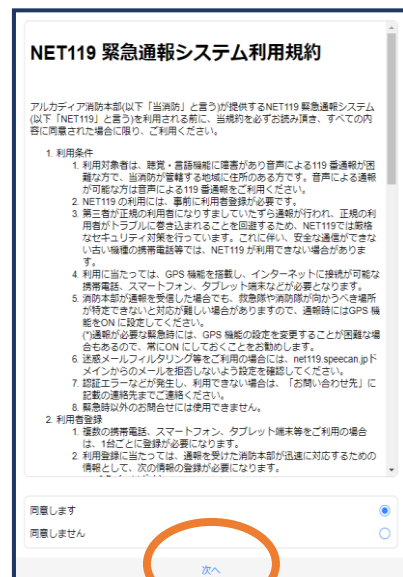 NET119 緊急通報システム利用規約
アルカディア消防本部(以下「当消防」と言う)が提供するNET119 緊急通報システム
(以下「NET119」と言う)を利用される前に、当規約を必ずお読み頂き、すべての内
容に同意された場合に限り、ご利用ください。
1. 利用条件
1. 利用対象者は、聴覚・言語機能に障害があり音声による119 番通報が困
難な方で、当消防が管轄する地域に住所のある方です。音声による通報
が可能な方は音声による119 番通報をご利用ください。
2. NET119 の利用には、事前に利用者登録が必要です。
3. 第三者が正規の利用者になりすましていたずら通報が行われ、正規の利
用者がトラブルに巻き込まれることを回避するため、NET119では厳格
なセキュリティ対策を行っています。これに伴い、安全な通信ができな
い古い機種の携帯電話等では、NET119 が利用できない場合がありま
す。
4. 利用に当たっては、GPS 機能を搭載し、インターネットに接続が可能な
携帯電話、スマートフォン、タブレット端末などが必要となります。
5. 消防本部が通報を受信した場合でも、救急隊や消防隊が向かうべき場所
が特定できないと対応が難しい場合がありますので、通報時にはGPS 機
能をON に設定してください。
(*)通報が必要な緊急時には、GPS 機能の設定を変更することが困難な場
合もあるので、常にON にしておくことをお勧めします。
6. 迷惑メールフィルタリング等をご利用の場合には、net119.speecan.jpド
メインからのメールを拒否しないよう設定を確認してください。
7. 認証エラーなどが発生し、利用できない場合は、「お問い合わせ先」に
記載の連絡先までご連絡ください。
8. 緊急時以外のお問合せには使用できません。
2. 利用者登録
1. 複数の携帯電話、スマートフォン、タブレット端末等をご利用の場合
は、1台ごとに登録が必要になります。
2. 利用登録に当たっては、通報を受けた消防本部が迅速に対応するための
情報として、次の情報の登録が必要になります。
同意します
同意しません
次へ